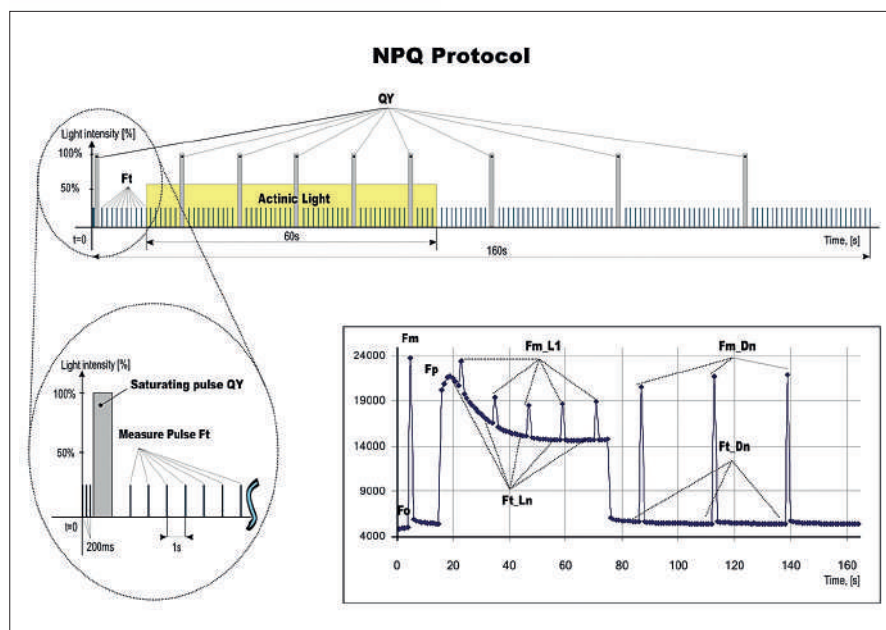 NPQ Protocol
QY
Light intensity [%]
100%
Ft
50%
Actinic Light
t=0
60s
Time, [s]
160s
Light intensity [%]
Saturating pulse QY
100%
Measure Pulse Ft
50%
t=0
200ms
1s
Fm
Fm_L1
Fm_Dn
24000
Fp
19000
14000
Ft_Ln
Ft_Dn
9000
Fo
4000
0 20 40 60 80 100 120 140 160
Time, [s]